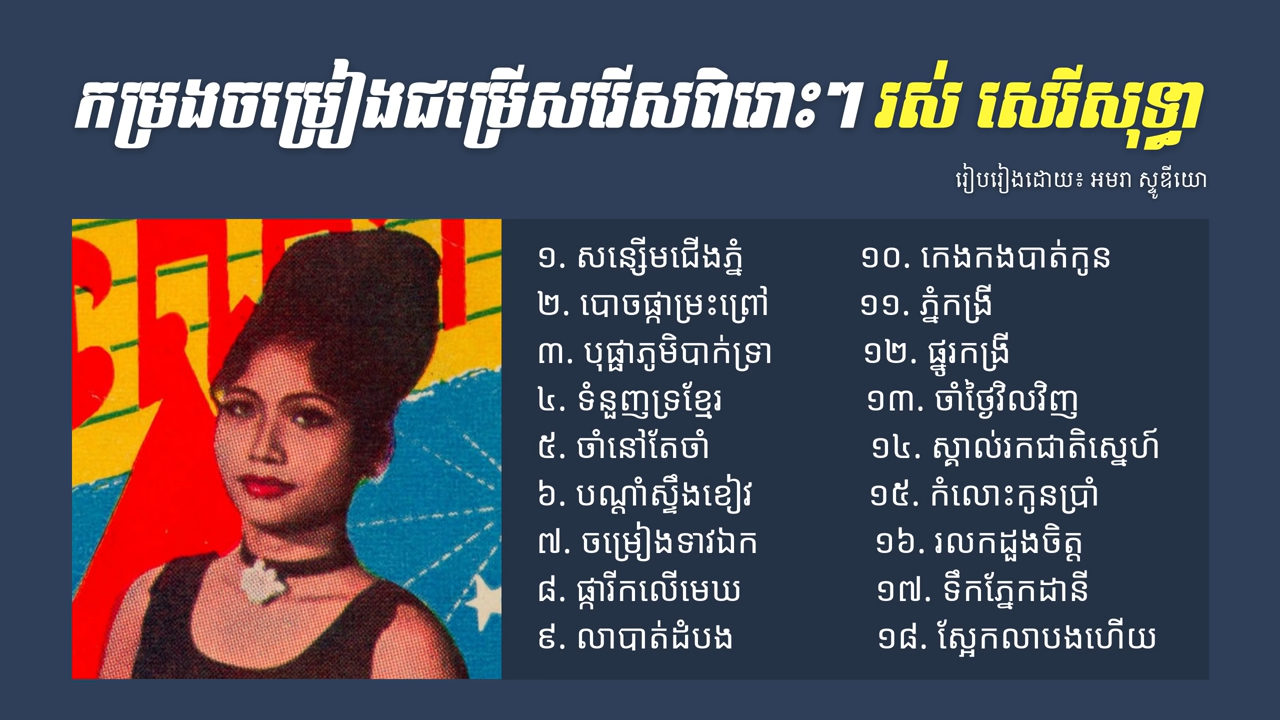 កម្រងចម្រៀងជម្រើសរើសពិរោះៗ រស់ សេរីសុទ្ធា
រៀបរៀងដោយ៖ អមរា ស្ទូឌីយោ
១. សន្សើមជើងភ្នំ
២. បោចផ្កាម្រះព្រៅ
៣. បុផ្ផាភូមិបាក់ទ្រា
៤. ទំនួញទ្រខ្មែរ
៥. ចាំនៅតែចាំ
៦. បណ្ដាំស្ទឹងខៀវ
៧. ចម្រៀងទាវឯក
៨. ផ្ការីកលើមេឃ
៩. លាបាត់ដំបង
១០. កេងកងបាត់កូន
១១. ភ្នំកង្រី
១២. ផ្នូរកង្រី
១៣. ចាំថ្ងៃវិលវិញ
១៤. ស្គាល់រកជាតិស្នេហ៍
១៥. កំលោះកូនប្រាំ
១៦. រលកដួងចិត្ត
១៧. ទឹកភ្នែកដានី
១៨. ស្អែកលាបងហើយ